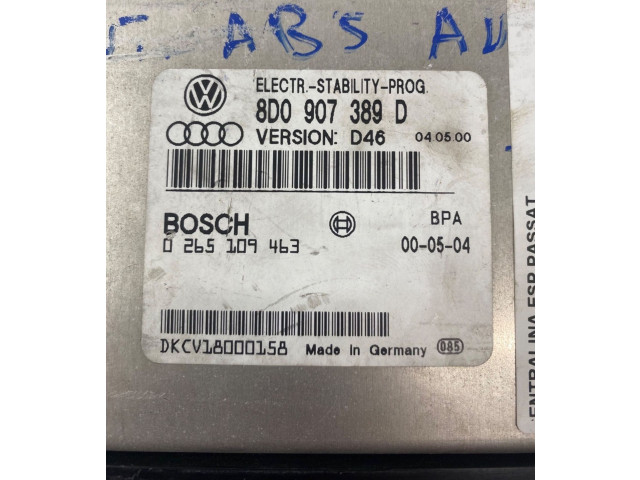 ABS AU
ELECTR.-STABILITY-PROG.
8D0 907 389 D
VERSION: D46 04.05.00
BOSCH BPA
0 265 109 463 00-05-04
DKCV18000158 Made in Germany 085
ENTRALINA ESP PASSAT